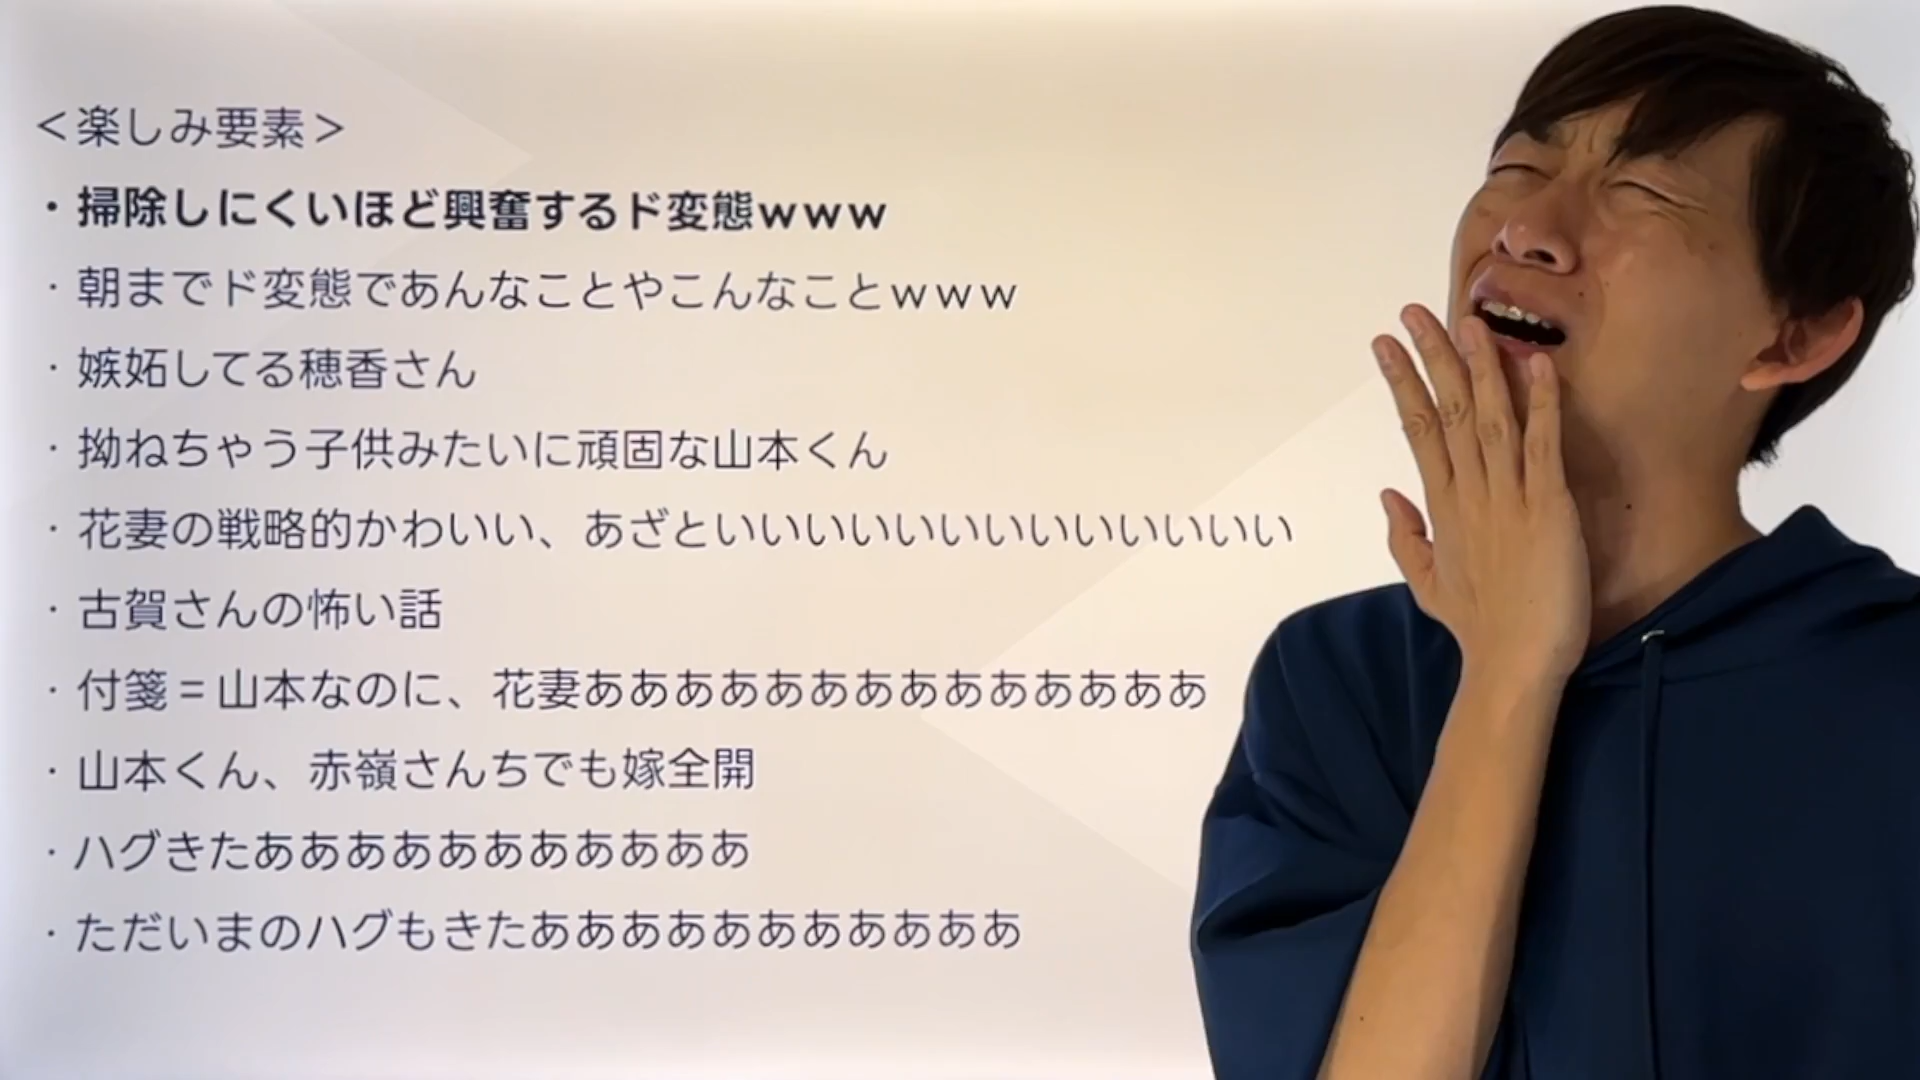 ＜楽しみ要素＞
・掃除しにくいほど興奮するド変態ｗｗｗ
・朝までド変態であんなことやこんなことｗｗｗ
・嫉妬してる穂香さん
・拗ねちゃう子供みたいに頑固な山本くん
・花妻の戦略的かわいい、あざといいいいいいいいいいいいい
・古賀さんの怖い話
・付箋＝山本なのに、花妻ああああああああああああああ
・山本くん、赤嶺さんちでも嫁全開
・ハグきたあああああああああああ
・ただいまのハグもきたあああああああああああ